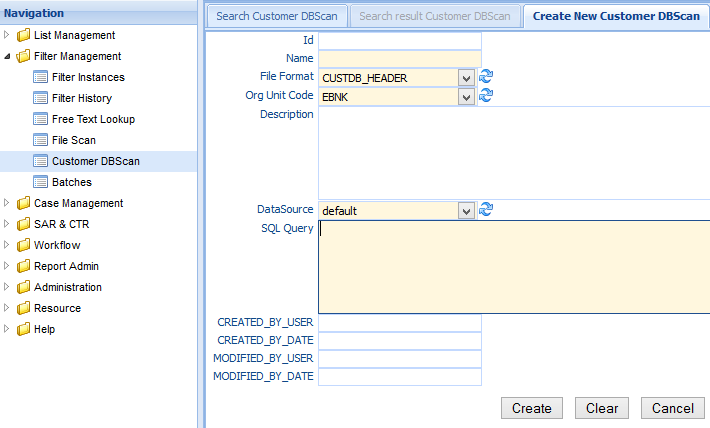 Navigation
List Management
Filter Management
Filter Instances
Filter History
Free Text Lookup
File Scan
Customer DBScan
Batches
Case Management
SAR & CTR
Workflow
Report Admin
Administration
Resource
Help
Search Customer DBScan
Search result Customer DBScan
Create New Customer DBScan
Id
Name
File Format CUSTDB_HEADER
Org Unit Code EBNK
Description
DataSource default
SQL Query
CREATED_BY_USER
CREATED_BY_DATE
MODIFIED_BY_USER
MODIFIED_BY_DATE
Create Clear Cancel